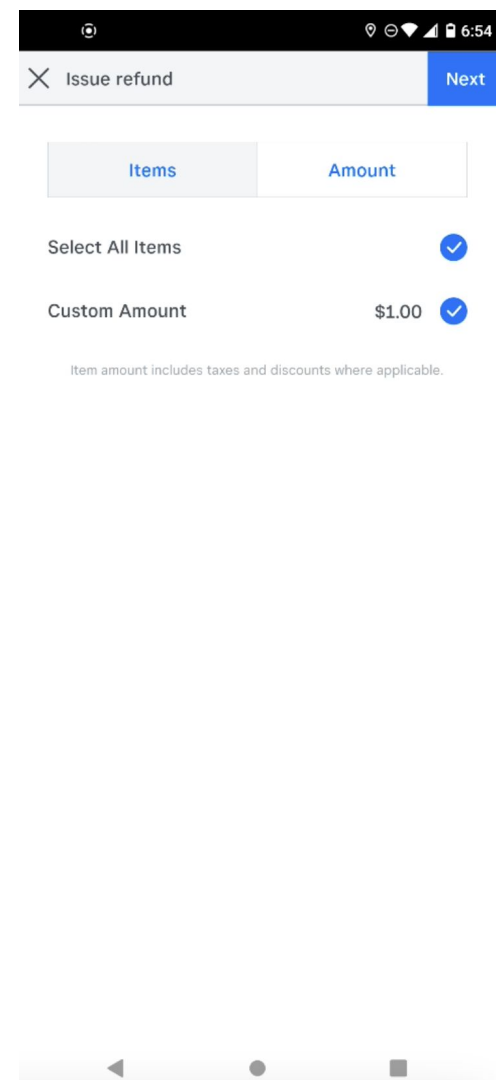 6:54
Issue refund
Next
Items
Amount
Select All Items
Custom Amount $1.00
Item amount includes taxes and discounts where applicable.